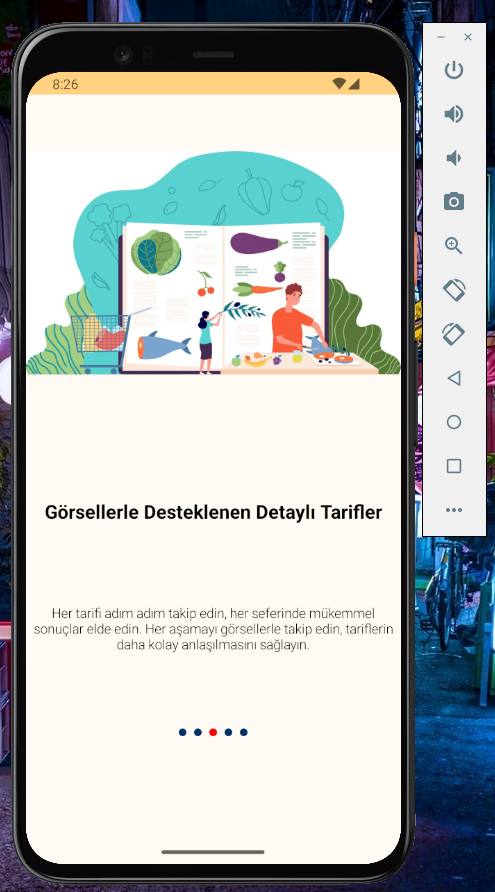 8:26
Görsellerle Desteklenen Detaylı Tarifler
Her tarifi adım adım takip edin, her seferinde mükemmel
sonuçlar elde edin. Her aşamayı görsellerle takip edin, tariflerin
daha kolay anlaşılmasını sağlayın.